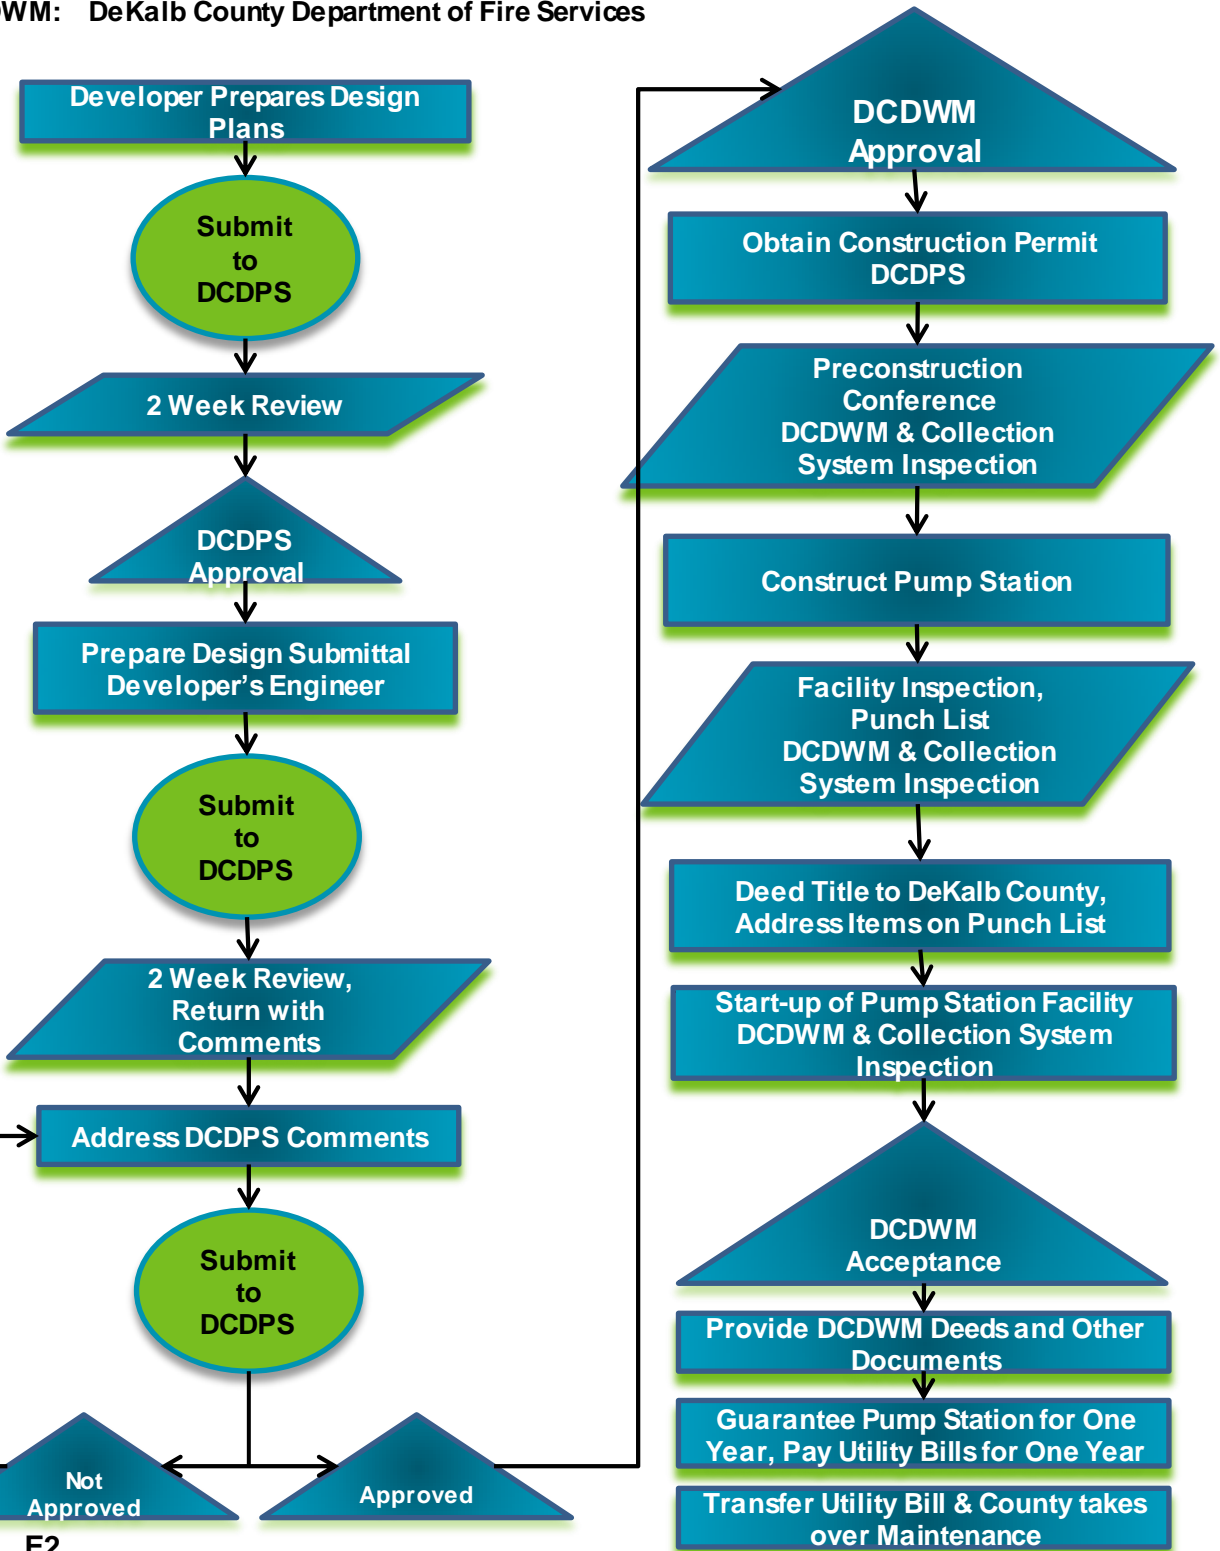 DeKalb County Department of Fire Services
Developer Prepares Design
Plans
Submit
to
DCDPS
2 Week Review
DCDPS
Approval
Prepare Design Submittal
Developer's Engineer
Submit
to
DCDPS
2 Week Review,
Return with
Comments
Address DCDPS Comments
Submit
to
DCDPS
Not
Approved
Approved
DCDWM
Approval
Obtain Construction Permit
DCDPS
Preconstruction
Conference
DCDWM & Collection
System Inspection
Construct Pump Station
Facility Inspection,
Punch List
DCDWM & Collection
System Inspection
Deed Title to DeKalb County,
Address Items on Punch List
Start-up of Pump Station Facility
DCDWM & Collection System
Inspection
DCDWM
Acceptance
Provide DCDWM Deeds and Other
Documents
Guarantee Pump Station for One
Year, Pay Utility Bills for One Year
Transfer Utility Bill & County takes
over Maintenance